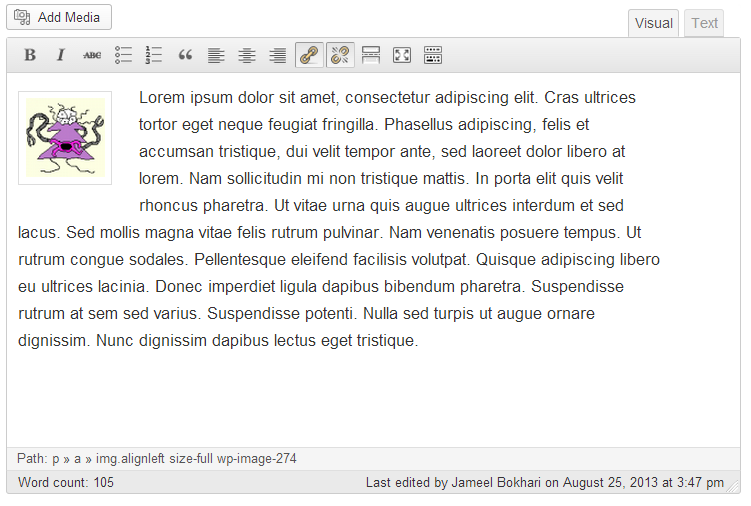 Add Media
Visual Text
B I ABC
1
2
3
Lorem ipsum dolor sit amet, consectetur adipiscing elit. Cras ultrices
tortor eget neque feugiat fringilla. Phasellus adipiscing, felis et
accumsan tristique, dui velit tempor ante, sed laoreet dolor libero at
lorem. Nam sollicitudin mi non tristique mattis. In porta elit quis velit
rhoncus pharetra. Ut vitae urna quis augue ultrices interdum et sed
lacus. Sed mollis magna vitae felis rutrum pulvinar. Nam venenatis posuere tempus. Ut
rutrum congue sodales. Pellentesque eleifend facilisis volutpat. Quisque adipiscing libero
eu ultrices lacinia. Donec imperdiet ligula dapibus bibendum pharetra. Suspendisse
rutrum at sem sed varius. Suspendisse potenti. Nulla sed turpis ut augue ornare
dignissim. Nunc dignissim dapibus lectus eget tristique.
Path: p » a » img.alignleft size-full wp-image-274
Word count: 105 Last edited by Jameel Bokhari on August 25, 2013 at 3:47 pm